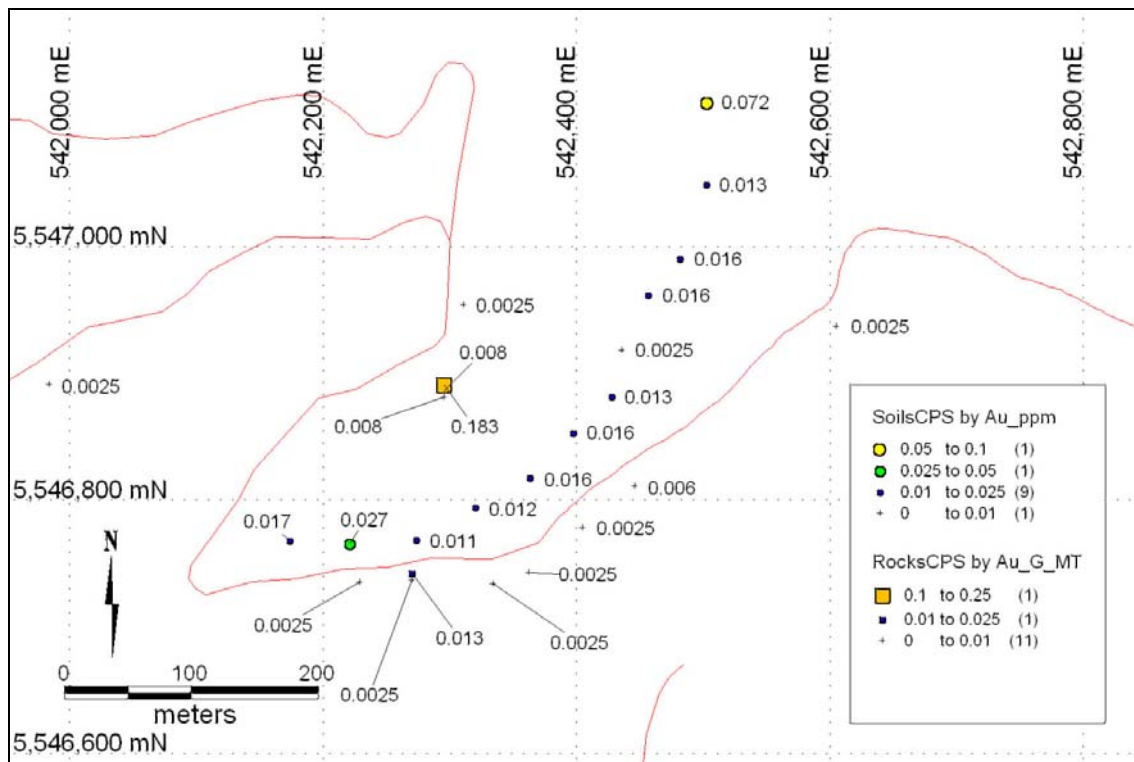 542,000 mE
542,200 mE
542,400 mE
542,600 mE
542,800 mE
0.072
0.013
5,547,000 mN
0.016
0.016
0.0025
0.0025
0.0025
0.008
0.0025
0.013
0.008
0.183
0.016
0.016
0.006
5,546,800 mN
0.012
0.017
0.027
0.0025
0.011
0.0025
0.0025
0.013
0.0025
0.0025
N
0 100 200
meters
5,546,600 mN
SoilsCPS by Au_ppm
0.05 to 0.1 (1)
0.025 to 0.05 (1)
0.01 to 0.025 (9)
0 to 0.01 (1)
RocksCPS by Au_G_MT
0.1 to 0.25 (1)
0.01 to 0.025 (1)
0 to 0.01 (11)